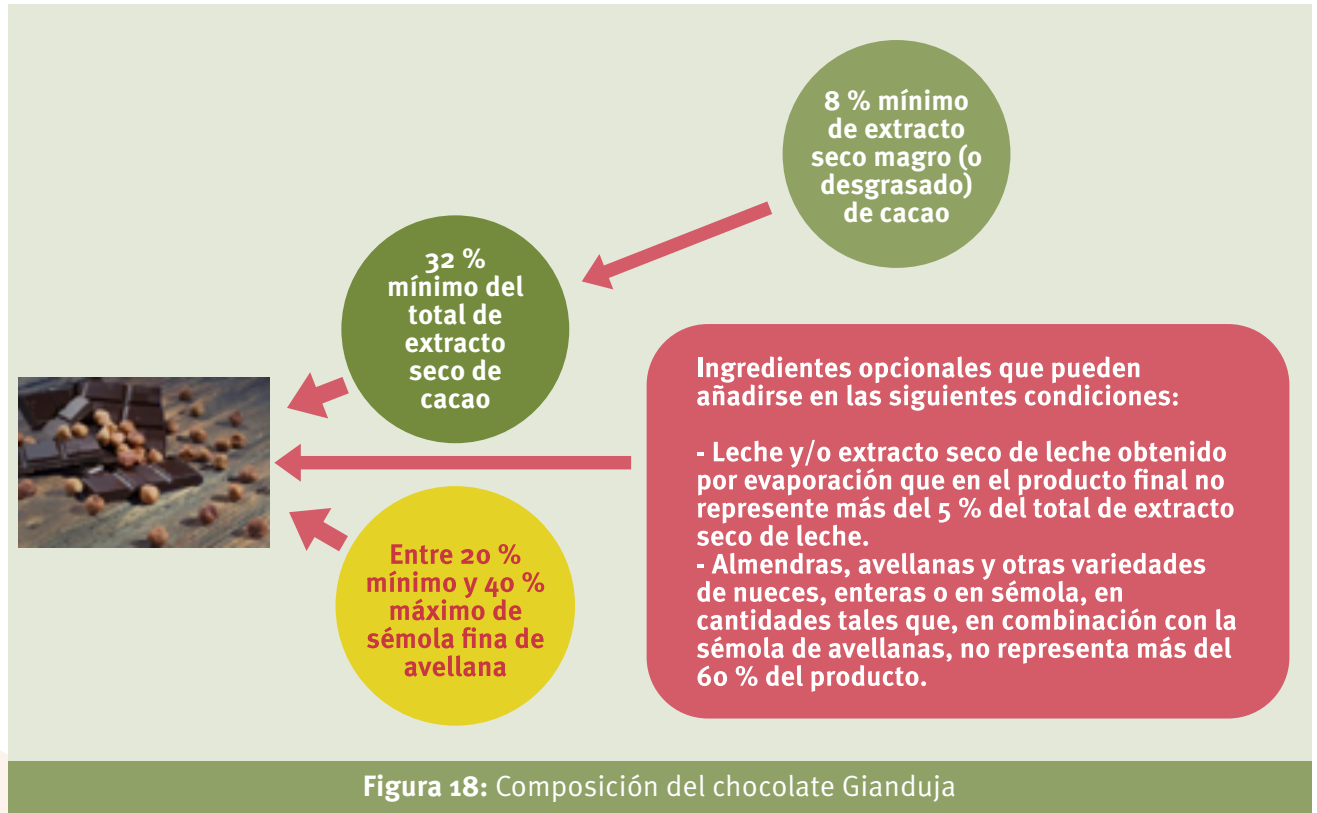 8 % mínimo
de extracto
seco magro (o
desgrasado)
de cacao
32 %
mínimo del
total de
extracto
seco de
cacao
Ingredientes opcionales que pueden
añadirse en las siguientes condiciones:
- Leche y/o extracto seco de leche obtenido
por evaporación que en el producto final no
represente más del 5 % del total de extracto
seco de leche.
- Almendras, avellanas y otras variedades
de nueces, enteras o en sémola, en
cantidades tales que, en combinación con la
sémola de avellanas, no representa más del
60 % del producto.
Entre 20 %
mínimo y 40 %
máximo de
sémola fina de
avellana
Figura 18: Composición del chocolate Gianduja